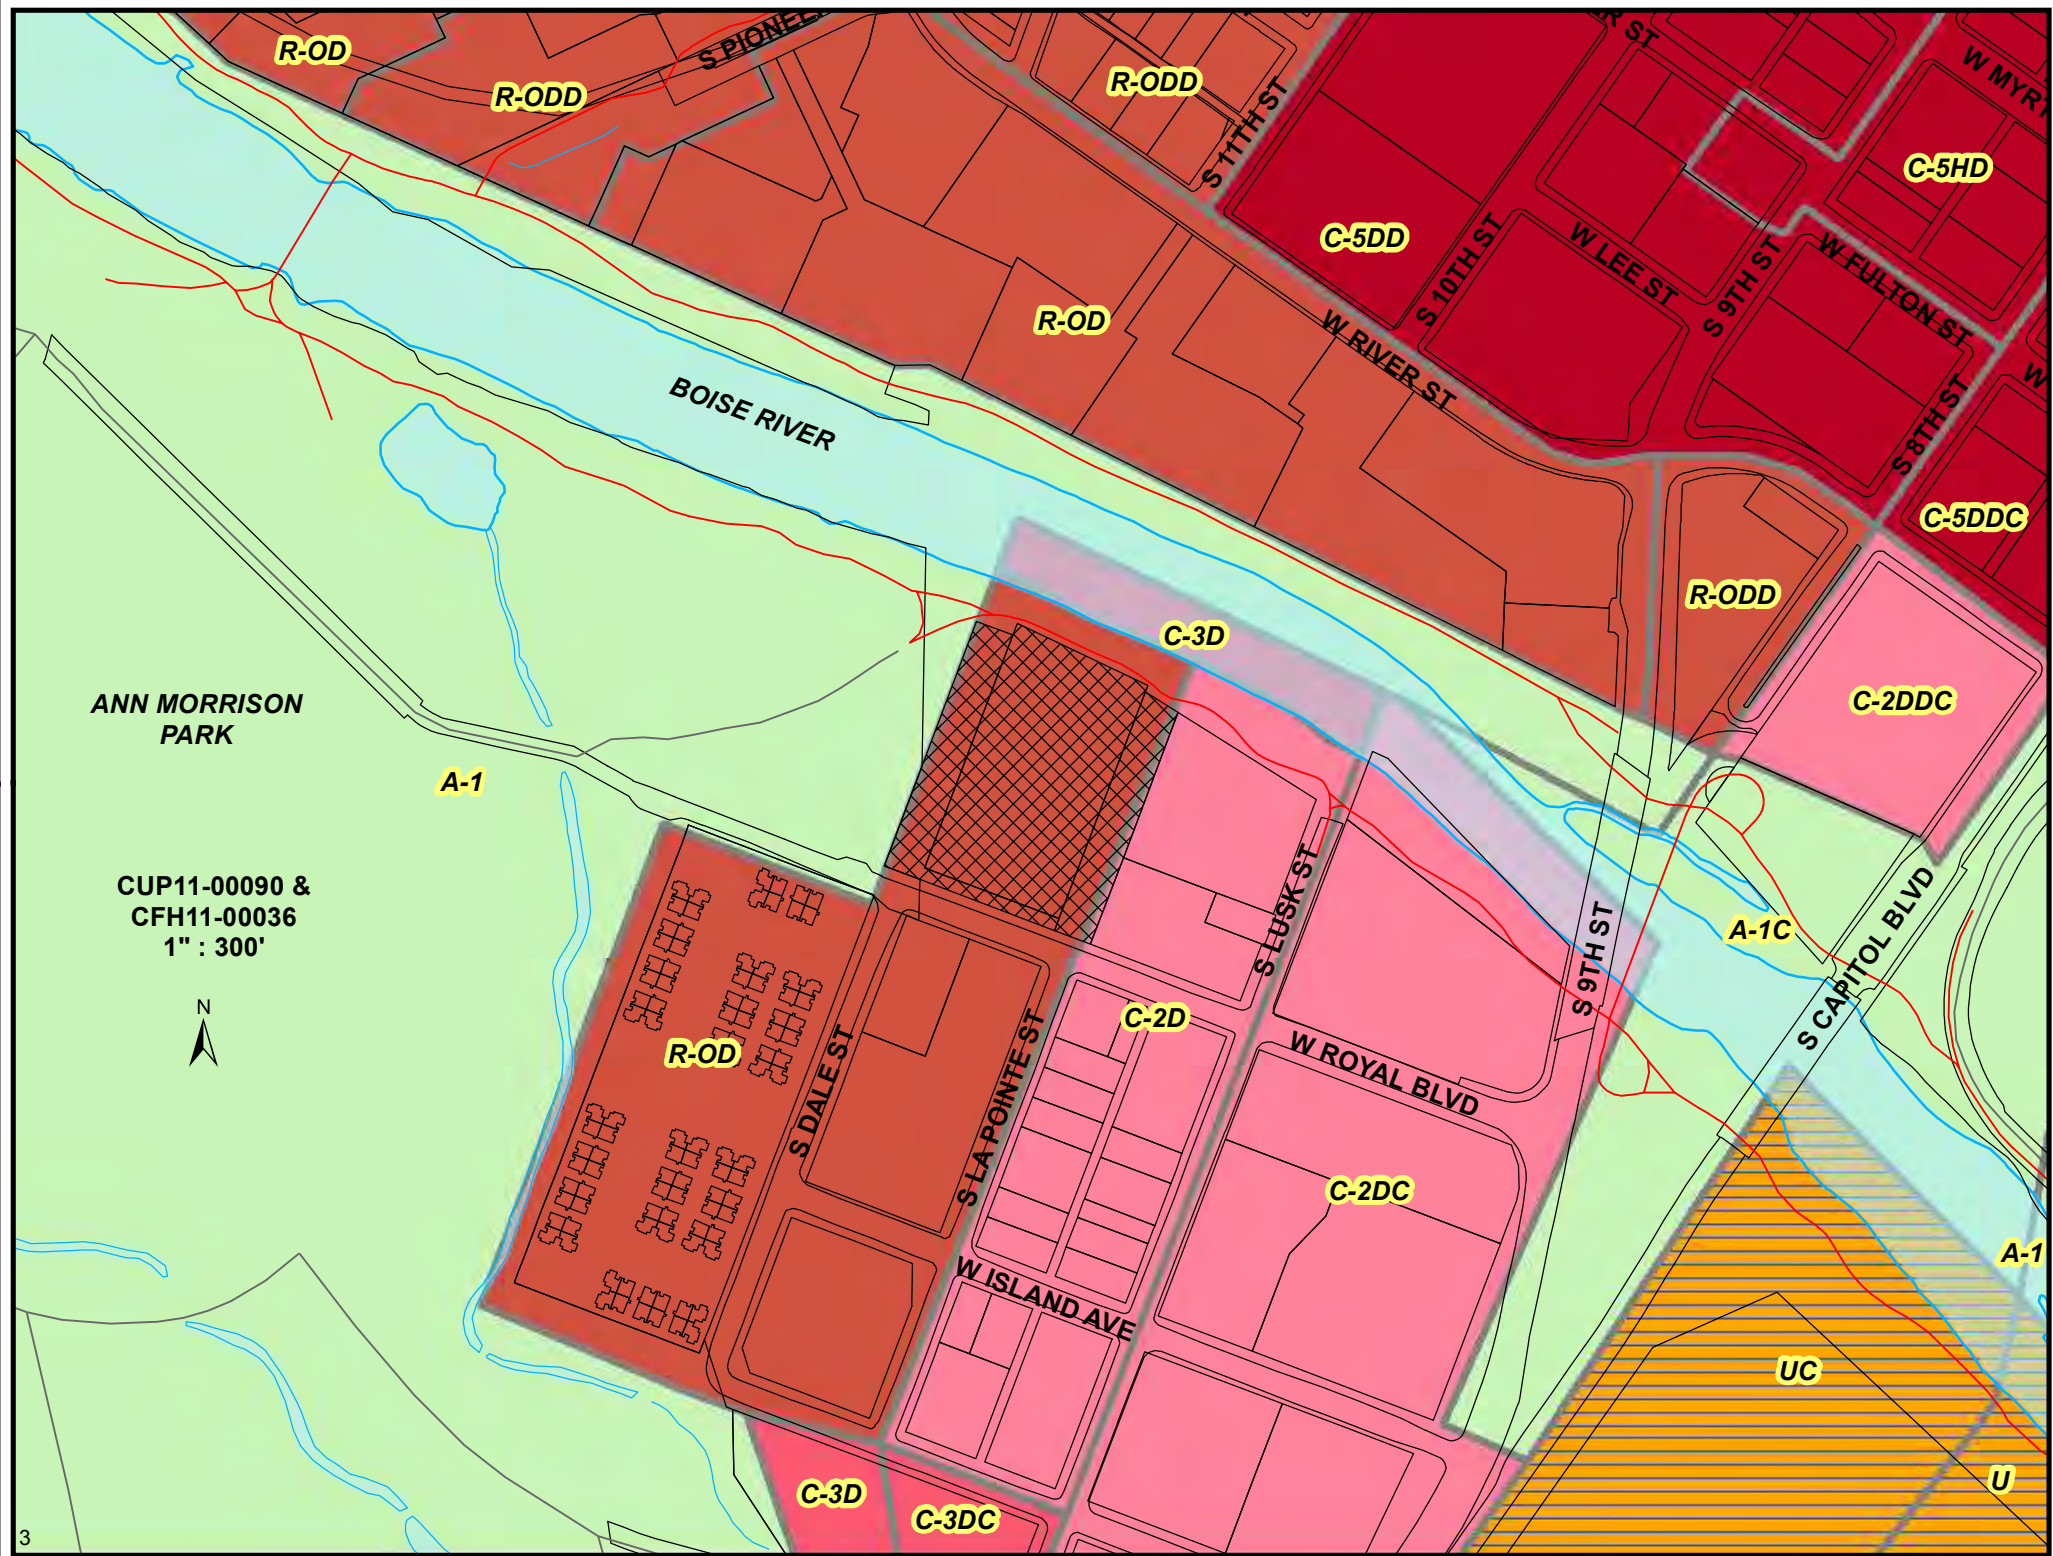 R-OD
R-ODD
S PIONEER
R-ODD
S 11TH ST
W MYRT
C-5HD
C-5DD
S 10TH ST
W LEE ST
S 9TH ST
W FULTON ST
R-OD
W RIVER ST
BOISE RIVER
S 8TH ST
W
C-5DDC
R-ODD
C-3D
C-2DDC
ANN MORRISON
PARK
A-1
CUP11-00090 &
CFH11-00036
1" : 300'
N
S LUSK ST
S 9TH ST
A-1C
S CAPITOL BLVD
C-2D
R-OD
S DALE ST
S LA POINTE ST
W ROYAL BLVD
C-2DC
W ISLAND AVE
A-1
UC
U
C-3D
C-3DC
3